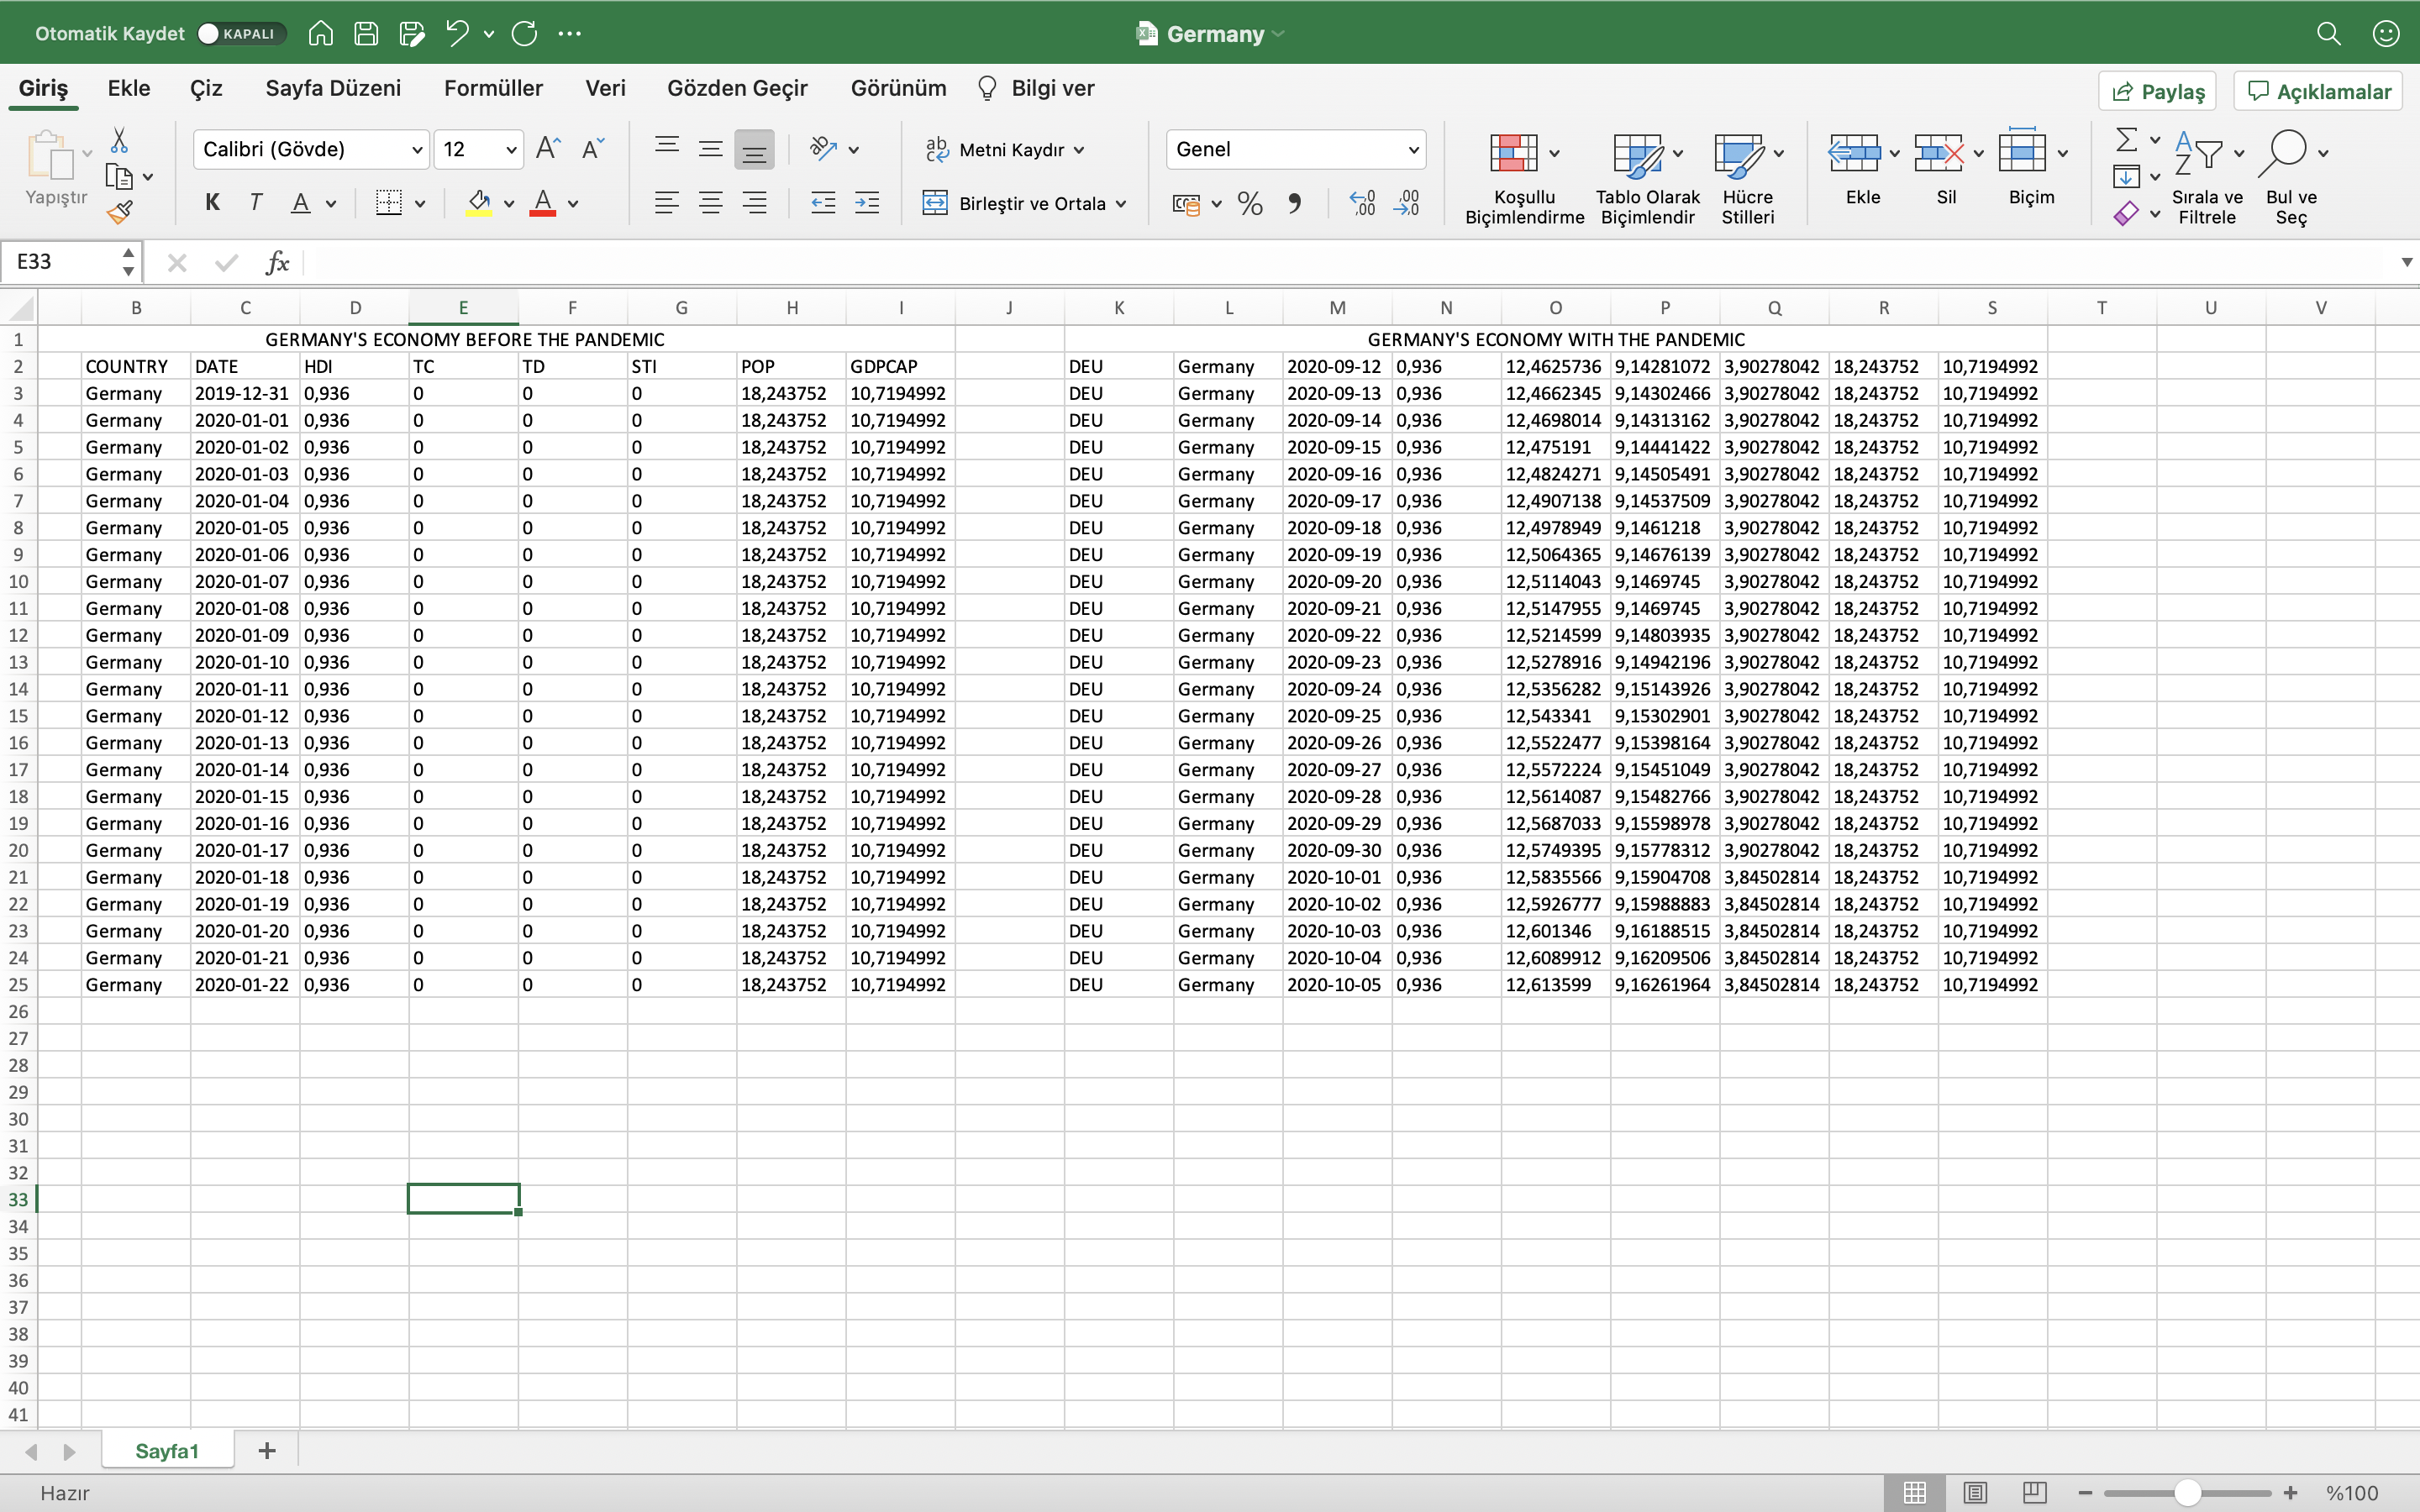 Otomatik Kaydet KAPALI Germany
Giriş Ekle Çiz Sayfa Düzeni Formüller Veri Gözden Geçir Görünüm Bilgi ver Paylaş Açıklamalar
Calibri (Gövde) 12 Metni Kaydır Genel
Yapıştır K T A A Birleştir ve Ortala % Koşullu Biçimlendirme Tablo Olarak Biçimlendir Hücre Stilleri Ekle Sil Biçim Sırala ve Filtrele Bul ve Seç
E33 fx
B C D E F G H I J K L M N O P Q R S T U V
1 GERMANY'S ECONOMY BEFORE THE PANDEMIC GERMANY'S ECONOMY WITH THE PANDEMIC
2 COUNTRY DATE HDI TC TD STI POP GDPCAP DEU Germany 2020-09-12 0,936 12,4625736 9,14281072 3,90278042 18,243752 10,7194992
3 Germany 2019-12-31 0,936 0 0 0 18,243752 10,7194992 DEU Germany 2020-09-13 0,936 12,4662345 9,14302466 3,90278042 18,243752 10,7194992
4 Germany 2020-01-01 0,936 0 0 0 18,243752 10,7194992 DEU Germany 2020-09-14 0,936 12,4698014 9,14313162 3,90278042 18,243752 10,7194992
5 Germany 2020-01-02 0,936 0 0 0 18,243752 10,7194992 DEU Germany 2020-09-15 0,936 12,475191 9,14441422 3,90278042 18,243752 10,7194992
6 Germany 2020-01-03 0,936 0 0 0 18,243752 10,7194992 DEU Germany 2020-09-16 0,936 12,4824271 9,14505491 3,90278042 18,243752 10,7194992
7 Germany 2020-01-04 0,936 0 0 0 18,243752 10,7194992 DEU Germany 2020-09-17 0,936 12,4907138 9,14537509 3,90278042 18,243752 10,7194992
8 Germany 2020-01-05 0,936 0 0 0 18,243752 10,7194992 DEU Germany 2020-09-18 0,936 12,4978949 9,1461218 3,90278042 18,243752 10,7194992
9 Germany 2020-01-06 0,936 0 0 0 18,243752 10,7194992 DEU Germany 2020-09-19 0,936 12,5064365 9,14676139 3,90278042 18,243752 10,7194992
10 Germany 2020-01-07 0,936 0 0 0 18,243752 10,7194992 DEU Germany 2020-09-20 0,936 12,5114043 9,1469745 3,90278042 18,243752 10,7194992
11 Germany 2020-01-08 0,936 0 0 0 18,243752 10,7194992 DEU Germany 2020-09-21 0,936 12,5147955 9,1469745 3,90278042 18,243752 10,7194992
12 Germany 2020-01-09 0,936 0 0 0 18,243752 10,7194992 DEU Germany 2020-09-22 0,936 12,5214599 9,14803935 3,90278042 18,243752 10,7194992
13 Germany 2020-01-10 0,936 0 0 0 18,243752 10,7194992 DEU Germany 2020-09-23 0,936 12,5278916 9,14942196 3,90278042 18,243752 10,7194992
14 Germany 2020-01-11 0,936 0 0 0 18,243752 10,7194992 DEU Germany 2020-09-24 0,936 12,5356282 9,15143926 3,90278042 18,243752 10,7194992
15 Germany 2020-01-12 0,936 0 0 0 18,243752 10,7194992 DEU Germany 2020-09-25 0,936 12,543341 9,15302901 3,90278042 18,243752 10,7194992
16 Germany 2020-01-13 0,936 0 0 0 18,243752 10,7194992 DEU Germany 2020-09-26 0,936 12,5522477 9,15398164 3,90278042 18,243752 10,7194992
17 Germany 2020-01-14 0,936 0 0 0 18,243752 10,7194992 DEU Germany 2020-09-27 0,936 12,5572224 9,15451049 3,90278042 18,243752 10,7194992
18 Germany 2020-01-15 0,936 0 0 0 18,243752 10,7194992 DEU Germany 2020-09-28 0,936 12,5614087 9,15482766 3,90278042 18,243752 10,7194992
19 Germany 2020-01-16 0,936 0 0 0 18,243752 10,7194992 DEU Germany 2020-09-29 0,936 12,5687033 9,15598978 3,90278042 18,243752 10,7194992
20 Germany 2020-01-17 0,936 0 0 0 18,243752 10,7194992 DEU Germany 2020-09-30 0,936 12,5749395 9,15778312 3,90278042 18,243752 10,7194992
21 Germany 2020-01-18 0,936 0 0 0 18,243752 10,7194992 DEU Germany 2020-10-01 0,936 12,5835566 9,15904708 3,84502814 18,243752 10,7194992
22 Germany 2020-01-19 0,936 0 0 0 18,243752 10,7194992 DEU Germany 2020-10-02 0,936 12,5926777 9,15988883 3,84502814 18,243752 10,7194992
23 Germany 2020-01-20 0,936 0 0 0 18,243752 10,7194992 DEU Germany 2020-10-03 0,936 12,601346 9,16188515 3,84502814 18,243752 10,7194992
24 Germany 2020-01-21 0,936 0 0 0 18,243752 10,7194992 DEU Germany 2020-10-04 0,936 12,6089912 9,16209506 3,84502814 18,243752 10,7194992
25 Germany 2020-01-22 0,936 0 0 0 18,243752 10,7194992 DEU Germany 2020-10-05 0,936 12,613599 9,16261964 3,84502814 18,243752 10,7194992
26
27
28
29
30
31
32
33
34
35
36
37
38
39
40
41
Sayfa1
Hazır %100